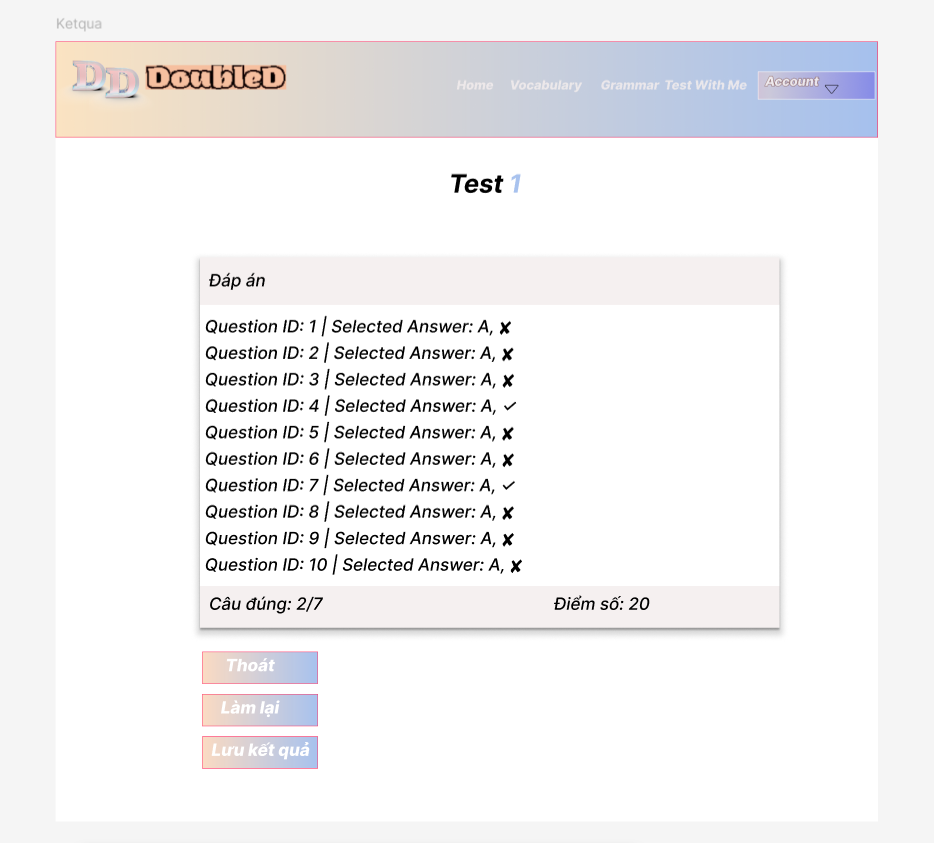 Ketqua
DD DoubleD
Home Vocabulary Grammar Test With Me Account
Test 1
Đáp án
Question ID: 1 | Selected Answer: A, ✘
Question ID: 2 | Selected Answer: A, ✘
Question ID: 3 | Selected Answer: A, ✘
Question ID: 4 | Selected Answer: A, ✓
Question ID: 5 | Selected Answer: A, ✘
Question ID: 6 | Selected Answer: A, ✘
Question ID: 7 | Selected Answer: A, ✓
Question ID: 8 | Selected Answer: A, ✘
Question ID: 9 | Selected Answer: A, ✘
Question ID: 10 | Selected Answer: A, ✘
Câu đúng: 2/7 Điểm số: 20
Thoát
Làm lại
Lưu kết quả